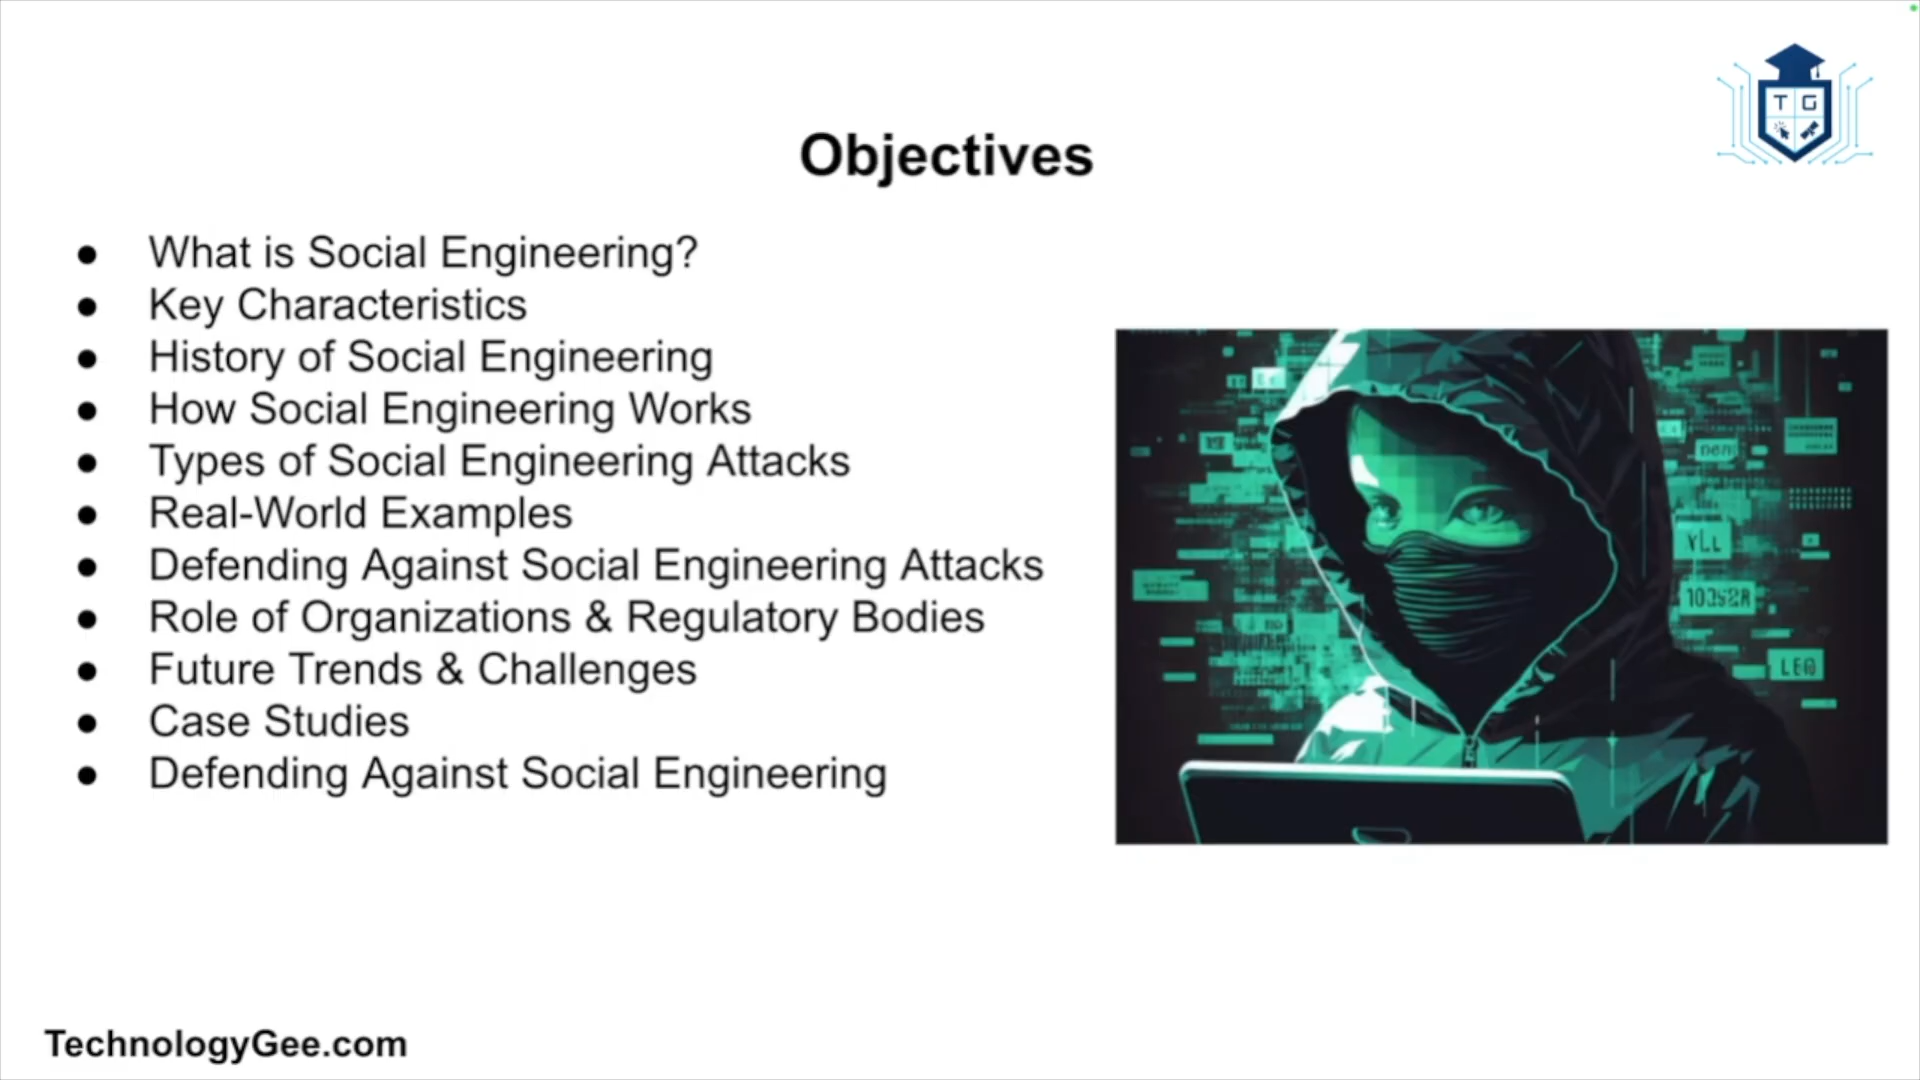 T G
Objectives
What is Social Engineering?
Key Characteristics
History of Social Engineering
How Social Engineering Works
Types of Social Engineering Attacks
Real-World Examples
Defending Against Social Engineering Attacks
Role of Organizations & Regulatory Bodies
Future Trends & Challenges
Case Studies
Defending Against Social Engineering
TechnologyGee.com